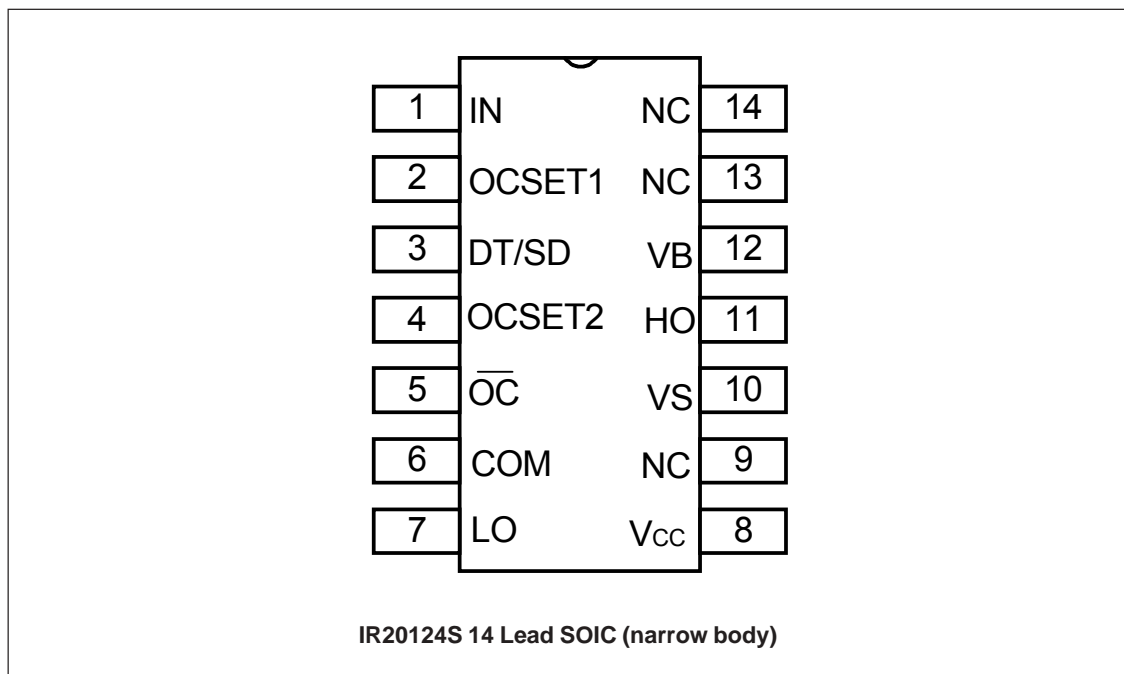 1 IN NC 14
2 OCSET1 NC 13
3 DT/SD VB 12
4 OCSET2 HO 11
5 O̅C̅ VS 10
6 COM NC 9
7 LO VCC 8
IR20124S 14 Lead SOIC (narrow body)